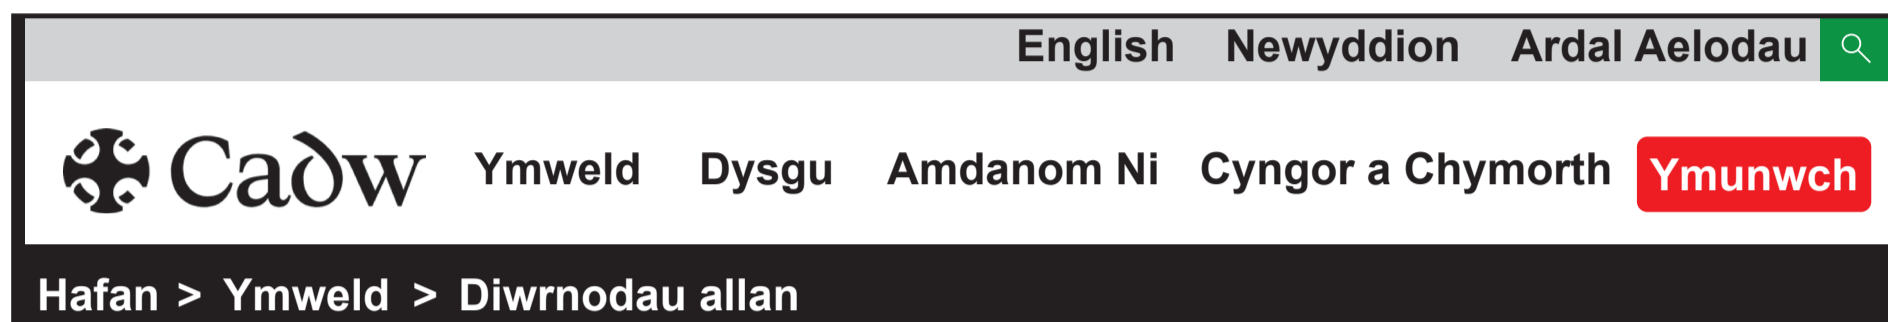 English Newyddion Ardal Aelodau
Cadw Ymweld Dysgu Amdanom Ni Cyngor a Chymorth Ymunwch
Hafan > Ymweld > Diwrnodau allan